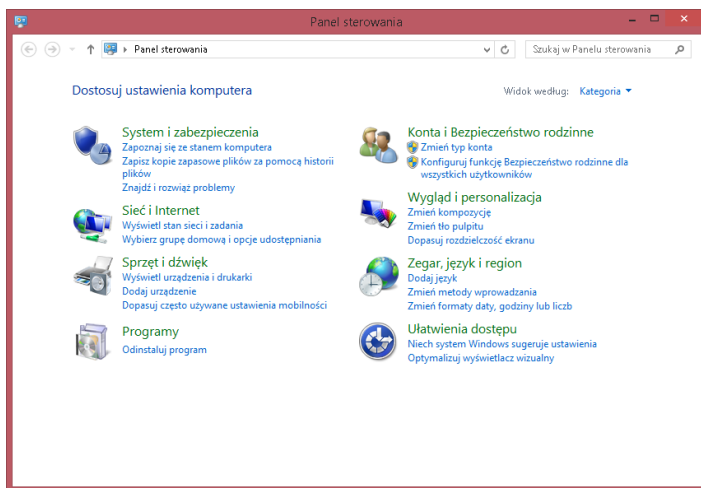 Panel sterowania
Panel sterowania
Szukaj w Panelu sterowania
Dostosuj ustawienia komputera
Widok według: Kategoria
System i zabezpieczenia
Zapoznaj się ze stanem komputera
Zapisz kopie zapasowe plików za pomocą historii
plików
Znajdź i rozwiąż problemy
Sieć i Internet
Wyświetl stan sieci i zadania
Wybierz grupę domową i opcje udostępniania
Sprzęt i dźwięk
Wyświetl urządzenia i drukarki
Dodaj urządzenie
Dopasuj często używane ustawienia mobilności
Programy
Odinstaluj program
Konta i Bezpieczeństwo rodzinne
Zmień typ konta
Konfiguruj funkcję Bezpieczeństwo rodzinne dla
wszystkich użytkowników
Wygląd i personalizacja
Zmień kompozycję
Zmień tło pulpitu
Dopasuj rozdzielczość ekranu
Zegar, język i region
Dodaj język
Zmień metody wprowadzania
Zmień formaty daty, godziny lub liczb
Ułatwienia dostępu
Niech system Windows sugeruje ustawienia
Optymalizuj wyświetlacz wizualny